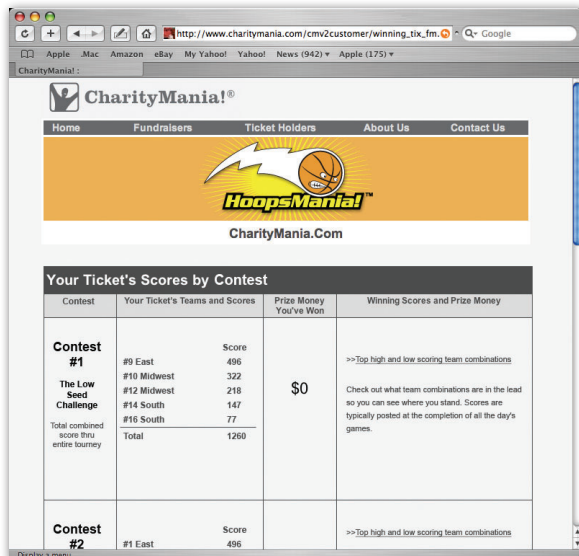 http://www.charitymania.com/cmv2customer/winning_tix_fm.
Google
Apple .Mac Amazon eBay My Yahoo! Yahoo! News (942) Apple (175)
CharityMania! :
CharityMania!®
Home Fundraisers Ticket Holders About Us Contact Us
HoopsMania!™
CharityMania.Com
Your Ticket's Scores by Contest
Contest Your Ticket's Teams and Scores Prize Money You've Won Winning Scores and Prize Money
Contest
#1
The Low
Seed
Challenge
Total combined
score thru
entire tourney
Score
#9 East 496
#10 Midwest 322
#12 Midwest 218
#14 South 147
#16 South 77
Total 1260
$0
>>Top high and low scoring team combinations
Check out what team combinations are in the lead
so you can see where you stand. Scores are
typically posted at the completion of all the day's
games.
Contest
#2
Score
#1 East 496
>>Top high and low scoring team combinations
Display a menu